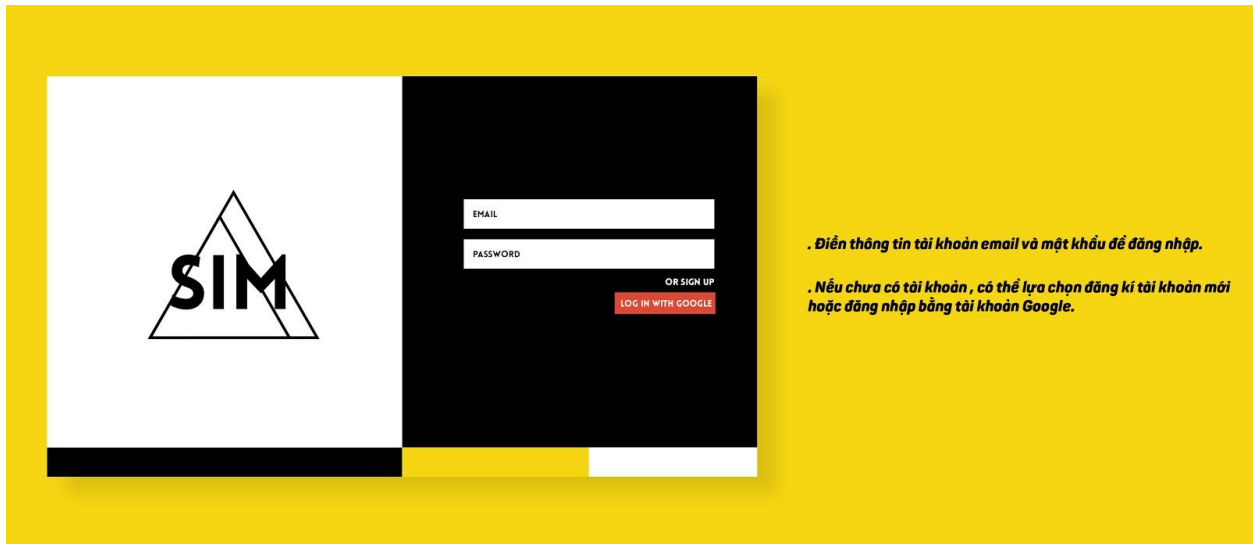 SIM
EMAIL
PASSWORD
OR SIGN UP
LOG IN WITH GOOGLE
. Điền thông tin tài khoản email và mật khẩu để đăng nhập.
. Nếu chưa có tài khoản , có thể lựa chọn đăng kí tài khoản mới
hoặc đăng nhập bằng tài khoản Google.